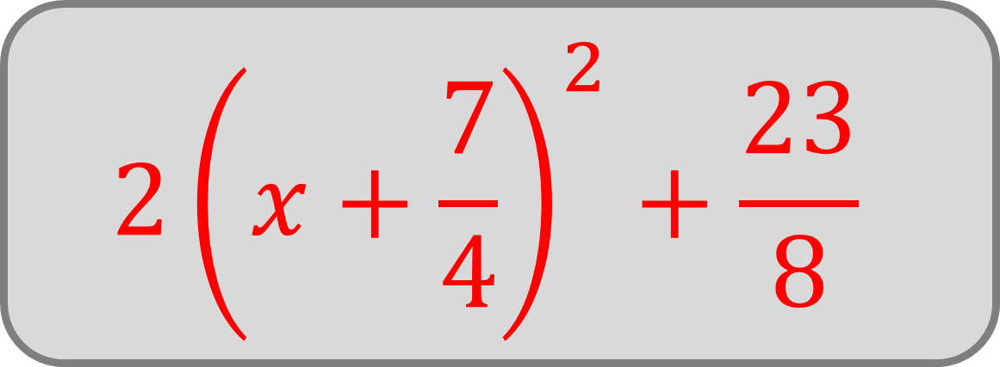 2(x + 7/4)² + 23/8